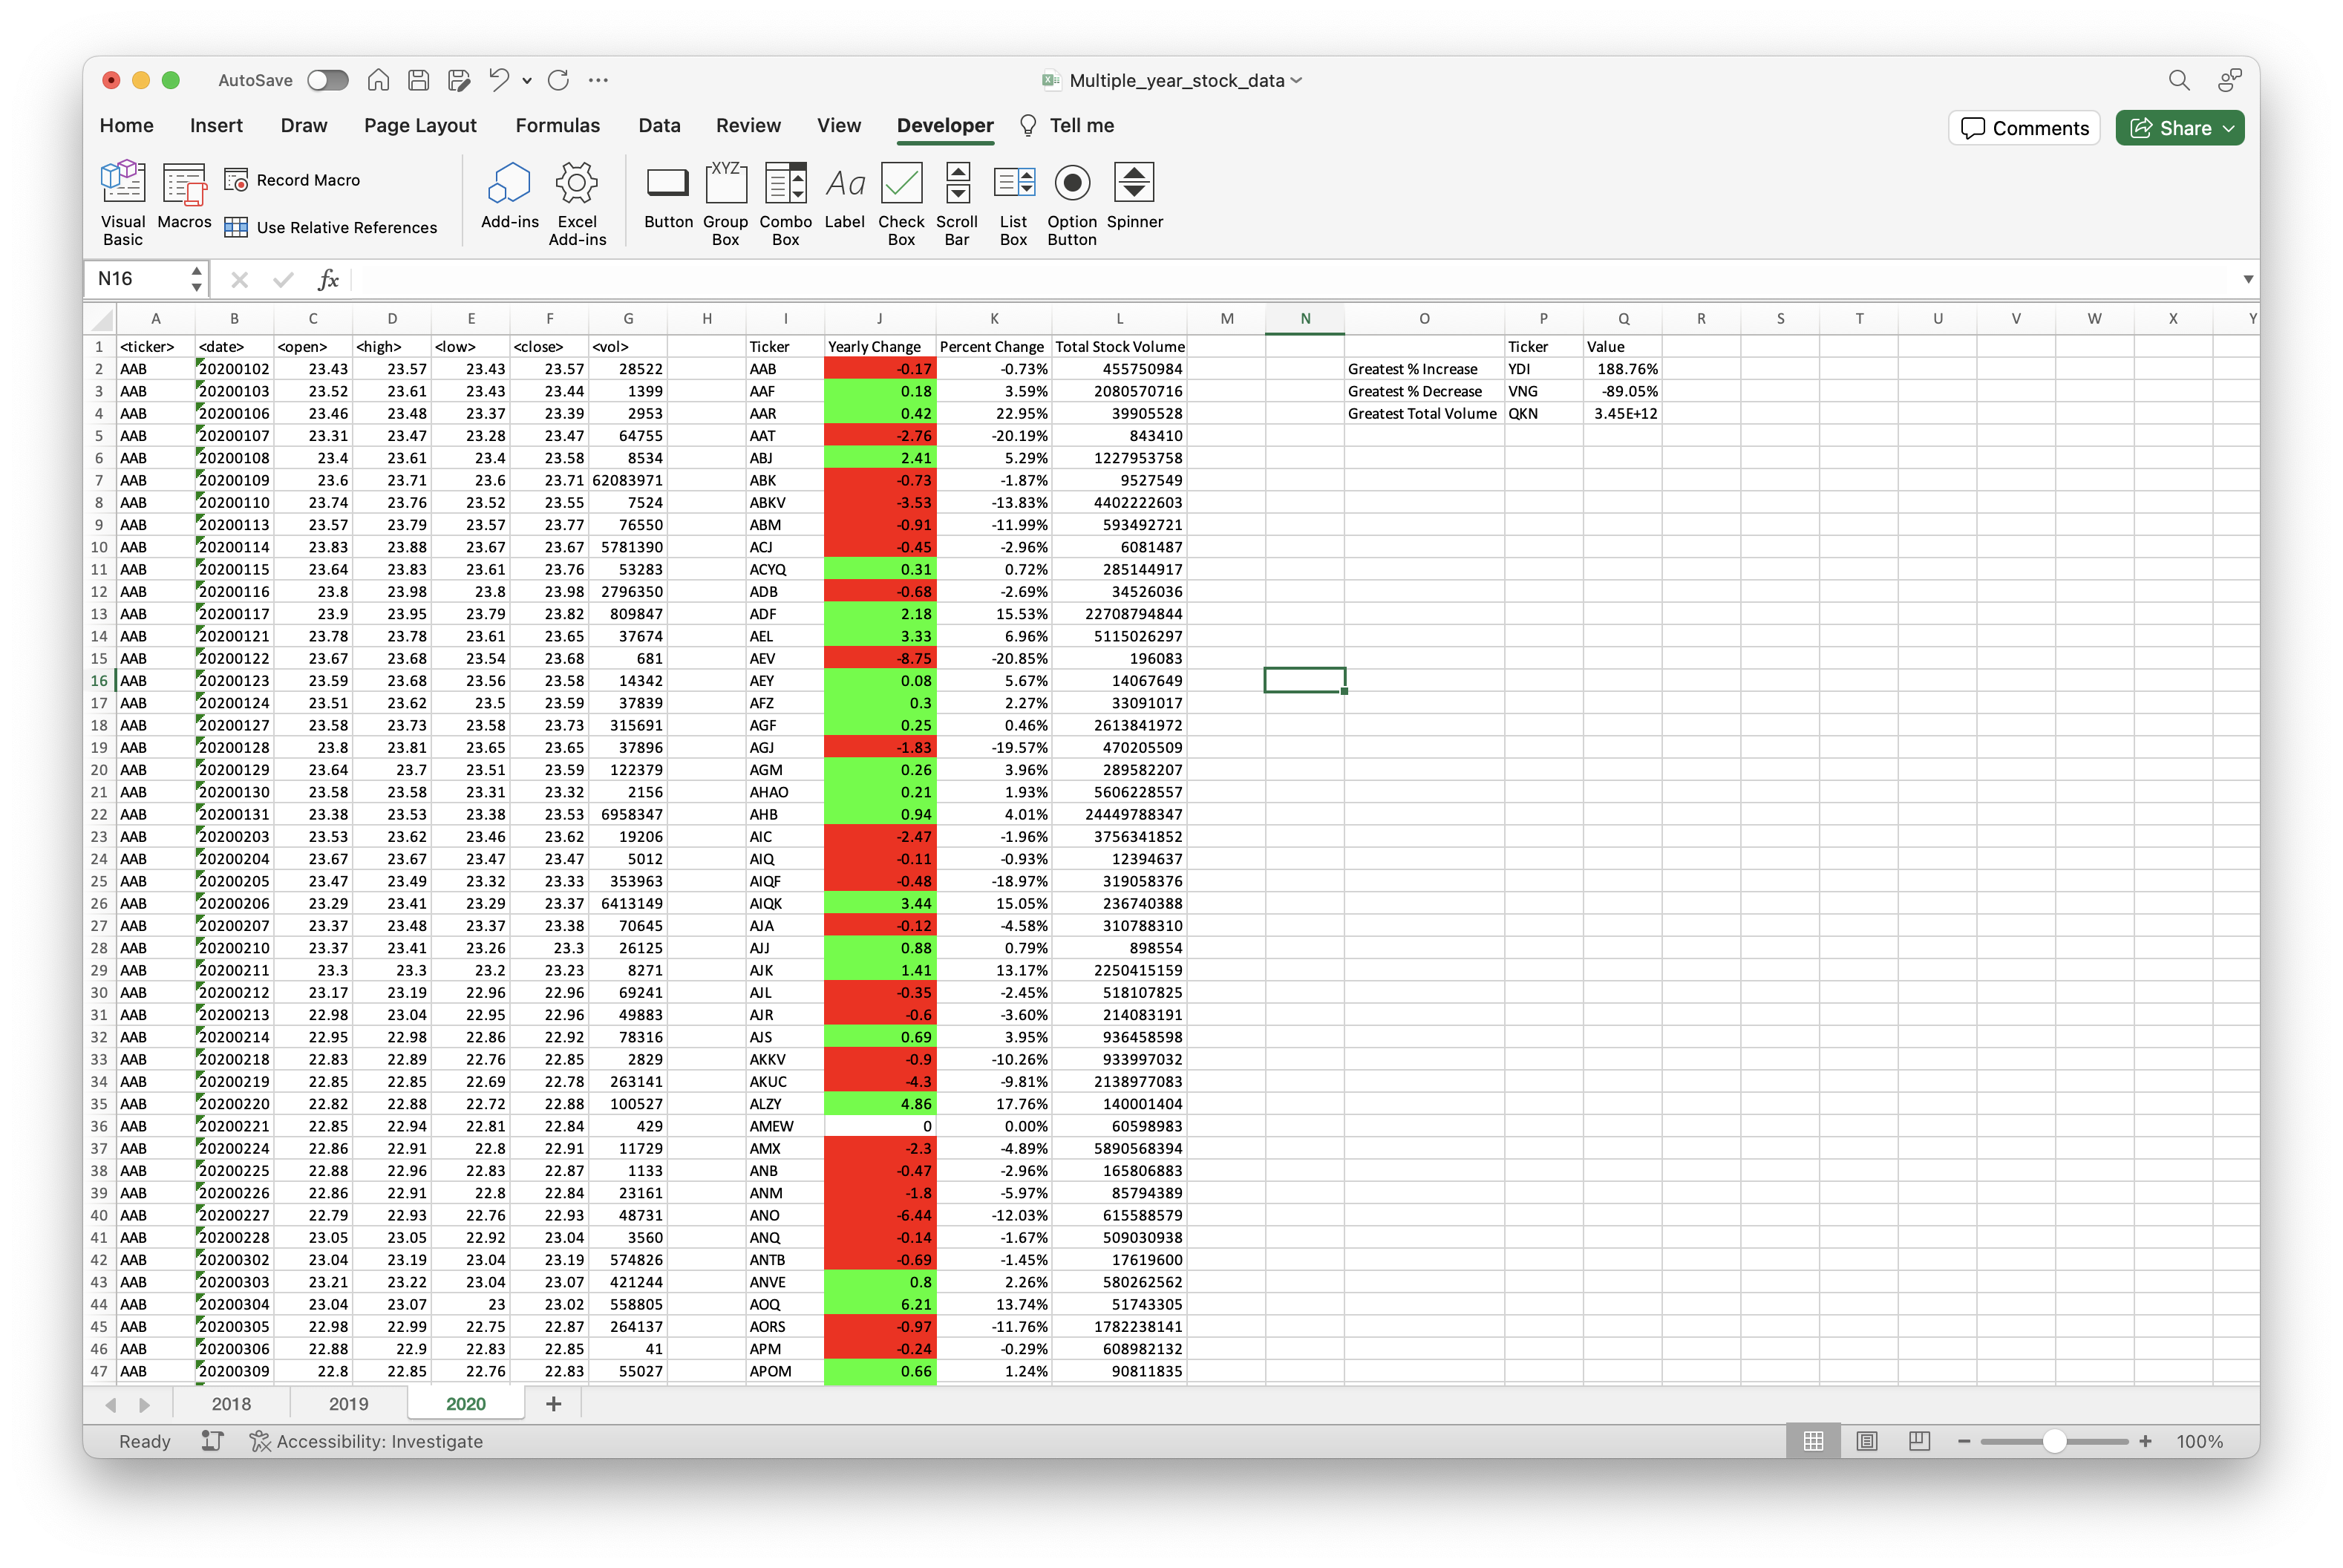 AutoSave Multiple_year_stock_data
Home Insert Draw Page Layout Formulas Data Review View Developer Tell me Comments Share
XYZ Aa
Record Macro
Use Relative References
Visual Basic Macros Add-ins Excel Add-ins Button Group Box Combo Box Label Check Box Scroll Bar List Box Option Button Spinner
N16 fx
A B C D E F G H I J K L M N O P Q R S T U V W X Y
1 <ticker> <date> <open> <high> <low> <close> <vol> Ticker Yearly Change Percent Change Total Stock Volume Ticker Value
2 AAB 20200102 23.43 23.57 23.43 23.57 28522 AAB -0.17 -0.73% 455750984 Greatest % Increase YDI 188.76%
3 AAB 20200103 23.52 23.61 23.43 23.44 1399 AAF 0.18 3.59% 2080570716 Greatest % Decrease VNG -89.05%
4 AAB 20200106 23.46 23.48 23.37 23.39 2953 AAR 0.42 22.95% 39905528 Greatest Total Volume QKN 3.45E+12
5 AAB 20200107 23.31 23.47 23.28 23.47 64755 AAT -2.76 -20.19% 843410
6 AAB 20200108 23.4 23.61 23.4 23.58 8534 ABJ 2.41 5.29% 1227953758
7 AAB 20200109 23.6 23.71 23.6 23.71 62083971 ABK -0.73 -1.87% 9527549
8 AAB 20200110 23.74 23.76 23.52 23.55 7524 ABKV -3.53 -13.83% 4402222603
9 AAB 20200113 23.57 23.79 23.57 23.77 76550 ABM -0.91 -11.99% 593492721
10 AAB 20200114 23.83 23.88 23.67 23.67 5781390 ACJ -0.45 -2.96% 6081487
11 AAB 20200115 23.64 23.83 23.61 23.76 53283 ACYQ 0.31 0.72% 285144917
12 AAB 20200116 23.8 23.98 23.8 23.98 2796350 ADB -0.68 -2.69% 34526036
13 AAB 20200117 23.9 23.95 23.79 23.82 809847 ADF 2.18 15.53% 22708794844
14 AAB 20200121 23.78 23.78 23.61 23.65 37674 AEL 3.33 6.96% 5115026297
15 AAB 20200122 23.67 23.68 23.54 23.68 681 AEV -8.75 -20.85% 196083
16 AAB 20200123 23.59 23.68 23.56 23.58 14342 AEY 0.08 5.67% 14067649
17 AAB 20200124 23.51 23.62 23.5 23.59 37839 AFZ 0.3 2.27% 33091017
18 AAB 20200127 23.58 23.73 23.58 23.73 315691 AGF 0.25 0.46% 2613841972
19 AAB 20200128 23.8 23.81 23.65 23.65 37896 AGJ -1.83 -19.57% 470205509
20 AAB 20200129 23.64 23.7 23.51 23.59 122379 AGM 0.26 3.96% 289582207
21 AAB 20200130 23.58 23.58 23.31 23.32 2156 AHAO 0.21 1.93% 5606228557
22 AAB 20200131 23.38 23.53 23.38 23.53 6958347 AHB 0.94 4.01% 24449788347
23 AAB 20200203 23.53 23.62 23.46 23.62 19206 AIC -2.47 -1.96% 3756341852
24 AAB 20200204 23.67 23.67 23.47 23.47 5012 AIQ -0.11 -0.93% 12394637
25 AAB 20200205 23.47 23.49 23.32 23.33 353963 AIQF -0.48 -18.97% 319058376
26 AAB 20200206 23.29 23.41 23.29 23.37 6413149 AIQK 3.44 15.05% 236740388
27 AAB 20200207 23.37 23.48 23.37 23.38 70645 AJA -0.12 -4.58% 310788310
28 AAB 20200210 23.37 23.41 23.26 23.3 26125 AJJ 0.88 0.79% 898554
29 AAB 20200211 23.3 23.3 23.2 23.23 8271 AJK 1.41 13.17% 2250415159
30 AAB 20200212 23.17 23.19 22.96 22.96 69241 AJL -0.35 -2.45% 518107825
31 AAB 20200213 22.98 23.04 22.95 22.96 49883 AJR -0.6 -3.60% 214083191
32 AAB 20200214 22.95 22.98 22.86 22.92 78316 AJS 0.69 3.95% 936458598
33 AAB 20200218 22.83 22.89 22.76 22.85 2829 AKKV -0.9 -10.26% 933997032
34 AAB 20200219 22.85 22.85 22.69 22.78 263141 AKUC -4.3 -9.81% 2138977083
35 AAB 20200220 22.82 22.88 22.72 22.88 100527 ALZY 4.86 17.76% 140001404
36 AAB 20200221 22.85 22.94 22.81 22.84 429 AMEW 0 0.00% 60598983
37 AAB 20200224 22.86 22.91 22.8 22.91 11729 AMX -2.3 -4.89% 5890568394
38 AAB 20200225 22.88 22.96 22.83 22.87 1133 ANB -0.47 -2.96% 165806883
39 AAB 20200226 22.86 22.91 22.8 22.84 23161 ANM -1.8 -5.97% 85794389
40 AAB 20200227 22.79 22.93 22.76 22.93 48731 ANO -6.44 -12.03% 615588579
41 AAB 20200228 23.05 23.05 22.92 23.04 3560 ANQ -0.14 -1.67% 509030938
42 AAB 20200302 23.04 23.19 23.04 23.19 574826 ANTB -0.69 -1.45% 17619600
43 AAB 20200303 23.21 23.22 23.04 23.07 421244 ANVE 0.8 2.26% 580262562
44 AAB 20200304 23.04 23.07 23 23.02 558805 AOQ 6.21 13.74% 51743305
45 AAB 20200305 22.98 22.99 22.75 22.87 264137 AORS -0.97 -11.76% 1782238141
46 AAB 20200306 22.88 22.9 22.83 22.85 41 APM -0.24 -0.29% 608982132
47 AAB 20200309 22.8 22.85 22.76 22.83 55027 APOM 0.66 1.24% 90811835
2018 2019 2020 +
Ready Accessibility: Investigate 100%